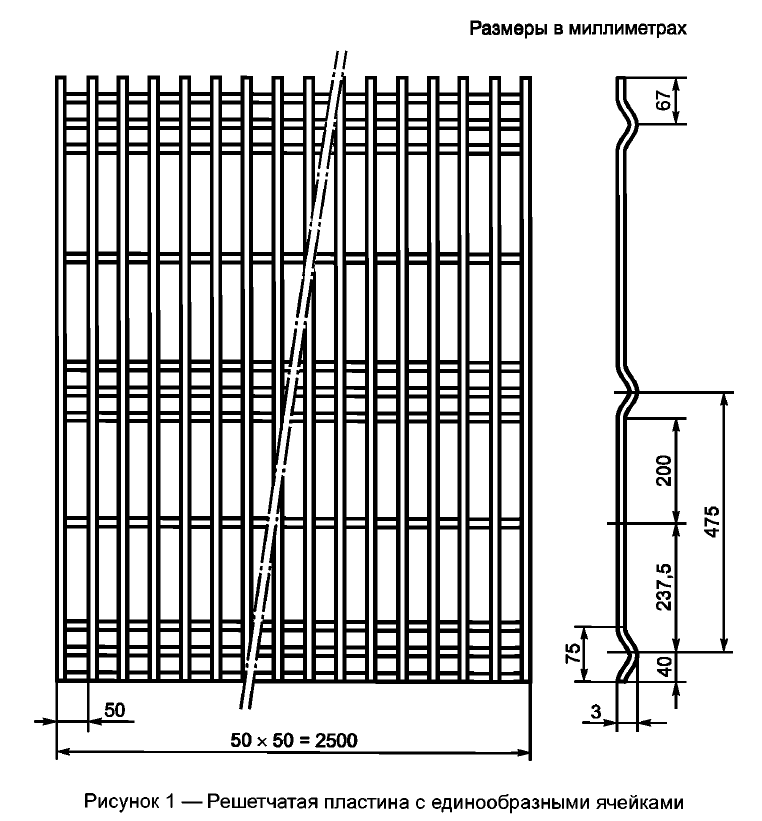 Размеры в миллиметрах
67
200
475
237,5
75
40
50
3
50 × 50 = 2500
Рисунок 1 — Решетчатая пластина с единообразными ячейками